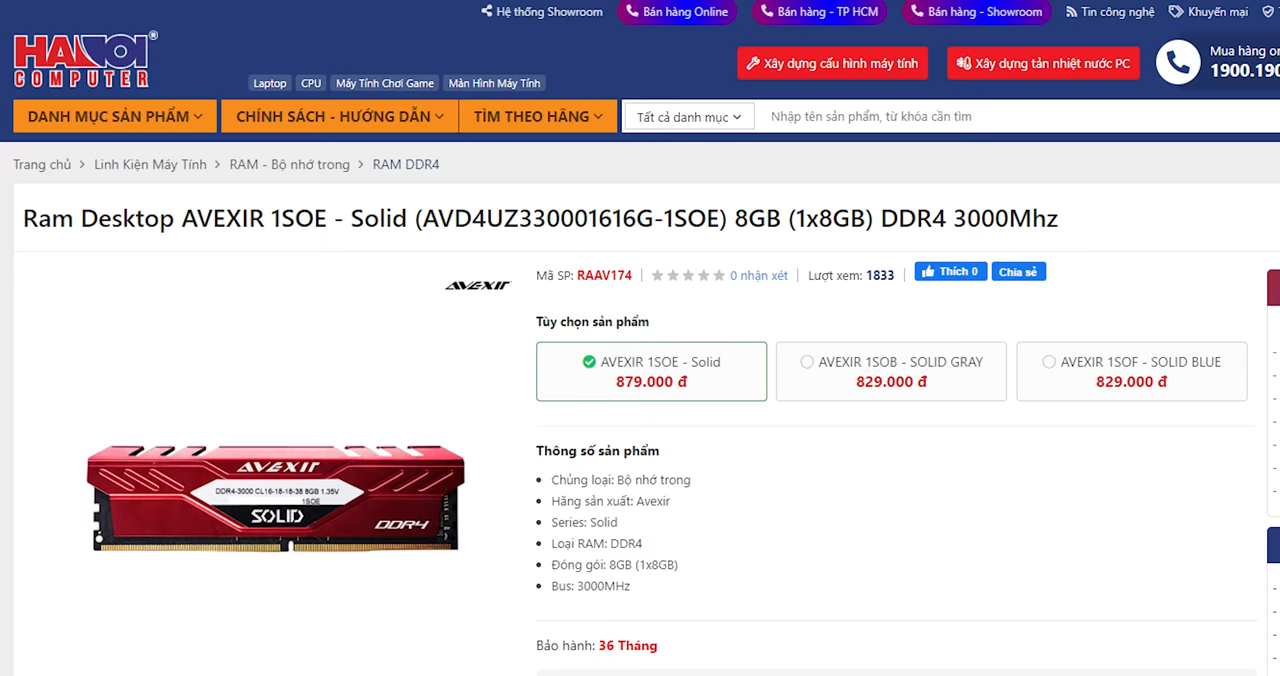 Hệ thống Showroom
Bán hàng Online
Bán hàng - TP HCM
Bán hàng - Showroom
Tin công nghệ
Khuyến mại
HANOI ®
COMPUTER
Laptop
CPU
Máy Tính Chơi Game
Màn Hình Máy Tính
Xây dựng cấu hình máy tính
Xây dựng tản nhiệt nước PC
Mua hàng
1900.190
DANH MỤC SẢN PHẨM
CHÍNH SÁCH - HƯỚNG DẪN
TÌM THEO HÃNG
Tất cả danh mục
Nhập tên sản phẩm, từ khóa cần tìm
Trang chủ > Linh Kiện Máy Tính > RAM - Bộ nhớ trong > RAM DDR4
Ram Desktop AVEXIR 1SOE - Solid (AVD4UZ330001616G-1SOE) 8GB (1x8GB) DDR4 3000Mhz
AVEXIR
Mã SP: RAAV174 | 0 nhận xét | Lượt xem: 1833 |
Thích 0
Chia sẻ
Tùy chọn sản phẩm
AVEXIR 1SOE - Solid
879.000 đ
AVEXIR 1SOB - SOLID GRAY
829.000 đ
AVEXIR 1SOF - SOLID BLUE
829.000 đ
AVEXIR
DDR4-3000 CL16-18-18-38 8GB 1.35V
1SOE
SOLID
DDR4
Thông số sản phẩm
Chủng loại: Bộ nhớ trong
Hãng sản xuất: Avexir
Series: Solid
Loại RAM: DDR4
Đóng gói: 8GB (1x8GB)
Bus: 3000MHz
Bảo hành: 36 Tháng